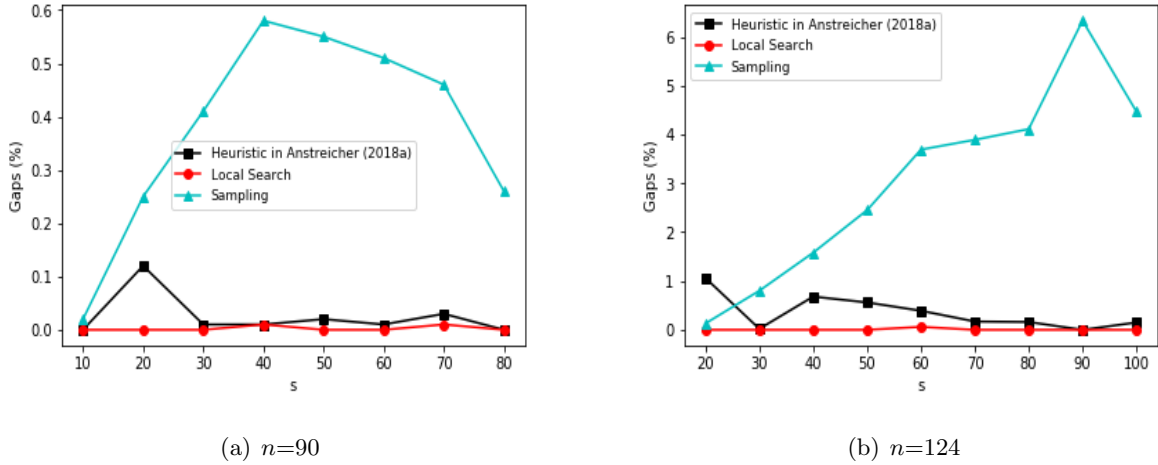 0.6
0.5
0.4
0.3
0.2
0.1
0.0
Gaps (%)
Heuristic in Anstreicher (2018a)
Local Search
Sampling
10 20 30 40 50 60 70 80
s
(a) n=90
6
5
4
3
2
1
0
Gaps (%)
Heuristic in Anstreicher (2018a)
Local Search
Sampling
20 30 40 50 60 70 80 90 100
s
(b) n=124